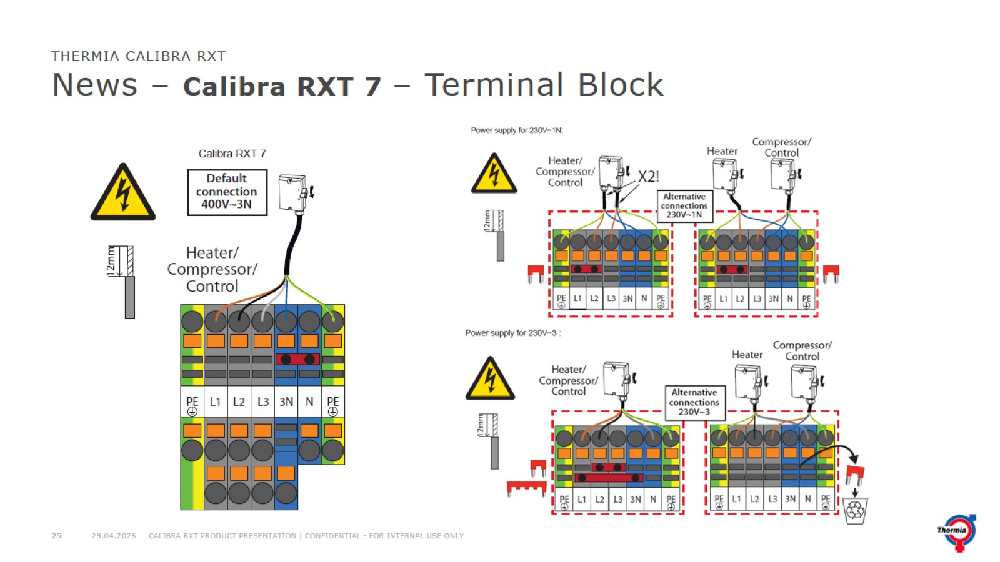 THERMIA CALIBRA RXT
News – Calibra RXT 7 – Terminal Block
Calibra RXT 7
Default
connection
400V~3N
12mm
Heater/
Compressor/
Control
PE L1 L2 L3 3N N PE
Power supply for 230V~1N:
Heater/
Compressor/
Control
X2!
12mm
Alternative
connections
230V~1N
Heater
Compressor/
Control
PE L1 L2 L3 3N N PE
PE L1 L2 L3 3N N PE
Power supply for 230V~3 :
Heater/
Compressor/
Control
12mm
Alternative
connections
230V~3
Heater
Compressor/
Control
PE L1 L2 L3 3N N PE
PE L1 L2 L3 3N N PE
25 29.04.2026 CALIBRA RXT PRODUCT PRESENTATION | CONFIDENTIAL - FOR INTERNAL USE ONLY
Thermia